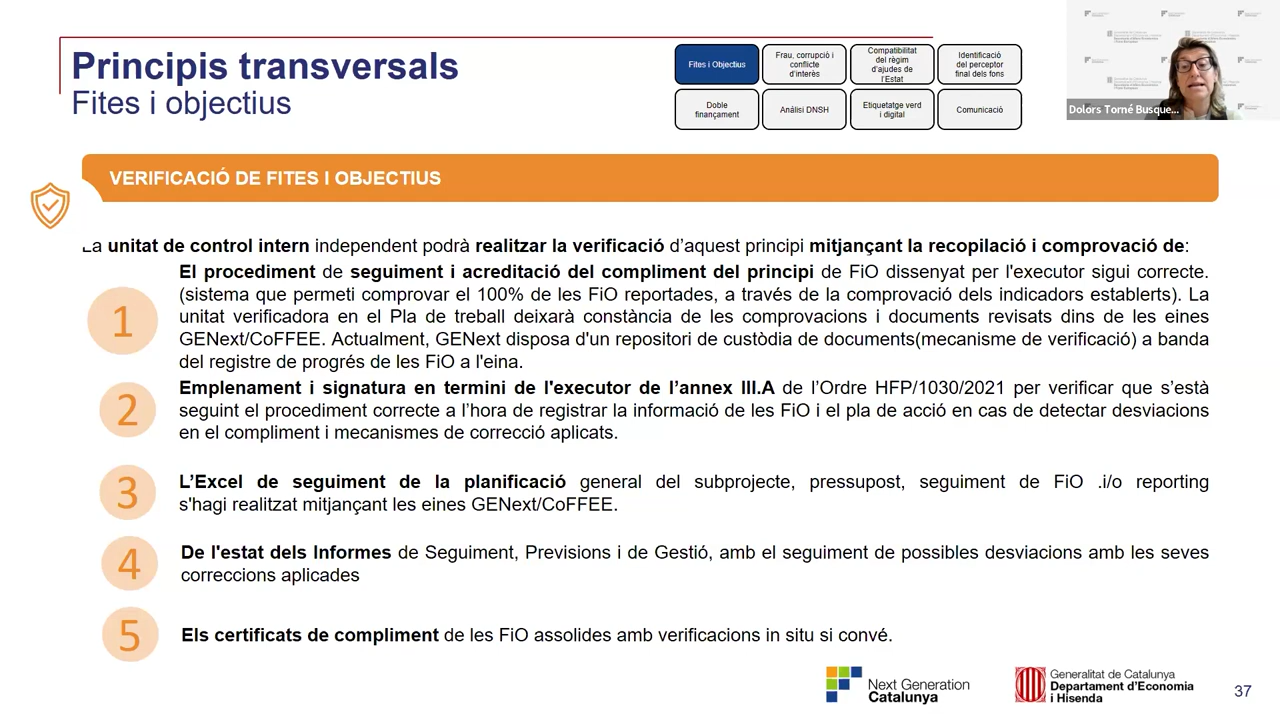 Principis transversals
Fites i objectius
Fites i Objectius
Frau, corrupció i
conflicte
d'interès
Compatibilitat
del règim
d'ajudes de
l'Estat
Identificació
del perceptor
final dels fons
Doble
finançament
Anàlisi DNSH
Etiquetatge verd
i digital
Comunicació
Dolors Torné Busque...
VERIFICACIÓ DE FITES I OBJECTIUS
La unitat de control intern independent podrà realitzar la verificació d'aquest principi mitjançant la recopilació i comprovació de:
1
El procediment de seguiment i acreditació del compliment del principi de FiO dissenyat per l'executor sigui correcte.
(sistema que permeti comprovar el 100% de les FiO reportades, a través de la comprovació dels indicadors establerts). La
unitat verificadora en el Pla de treball deixarà constància de les comprovacions i documents revisats dins de les eines
GENext/CoFFEE. Actualment, GENext disposa d'un repositori de custòdia de documents(mecanisme de verificació) a banda
del registre de progrés de les FiO a l'eina.
2
Emplenament i signatura en termini de l'executor de l'annex III.A de l'Ordre HFP/1030/2021 per verificar que s'està
seguint el procediment correcte a l'hora de registrar la informació de les FiO i el pla de acció en cas de detectar desviacions
en el compliment i mecanismes de correcció aplicats.
3
L'Excel de seguiment de la planificació general del subprojecte, pressupost, seguiment de FiO .i/o reporting
s'hagi realitzat mitjançant les eines GENext/CoFFEE.
4
De l'estat dels Informes de Seguiment, Previsions i de Gestió, amb el seguiment de possibles desviacions amb les seves
correccions aplicades
5
Els certificats de compliment de les FiO assolides amb verificacions in situ si convé.
Next Generation
Catalunya
Generalitat de Catalunya
Departament d'Economia
i Hisenda
37